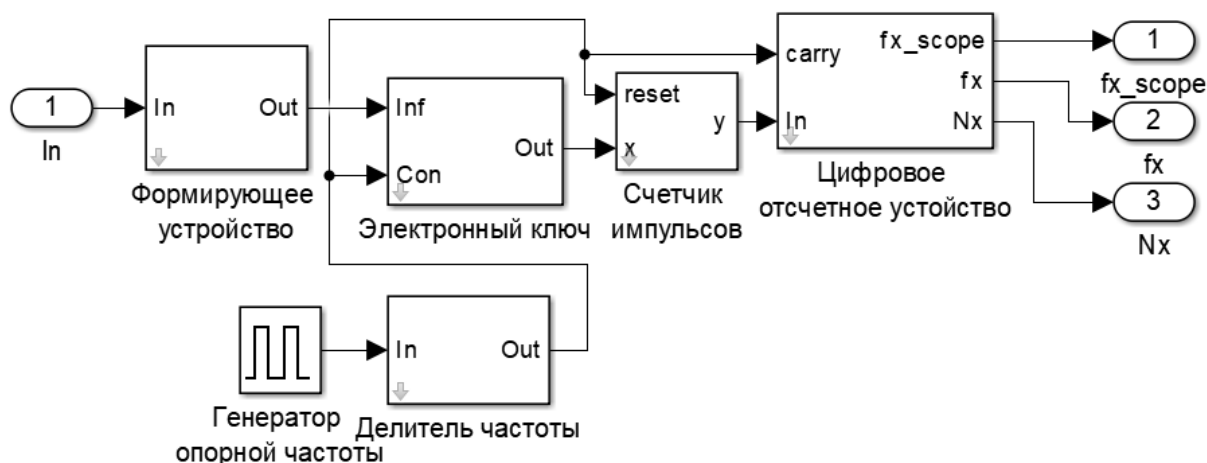 1
In
In
Out
Формирующее
устройство
Inf
Con
Out
Электронный ключ
reset
x
y
Счетчик
импульсов
carry
In
fx_scope
fx
Nx
Цифровое
отсчетное устойство
1
fx_scope
2
fx
3
Nx
Генератор
опорной частоты
In
Out
Делитель частоты